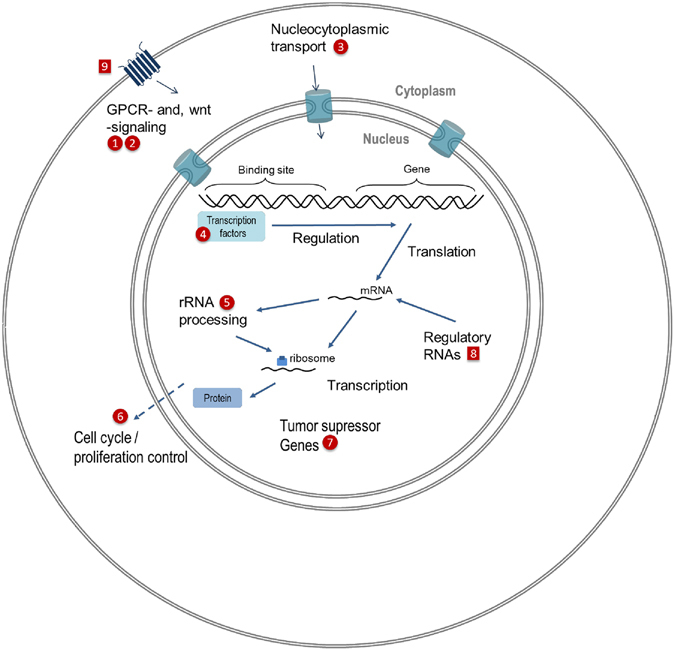 Nucleocytoplasmic
transport 3
9
Cytoplasm
GPCR- and, wnt
-signaling
1 2
Nucleus
Binding site
Gene
Transcription
4 factors
Regulation
Translation
mRNA
rRNA 5
processing
Regulatory
RNAs 8
ribosome
Transcription
Protein
6
Cell cycle /
proliferation control
Tumor supressor
Genes 7